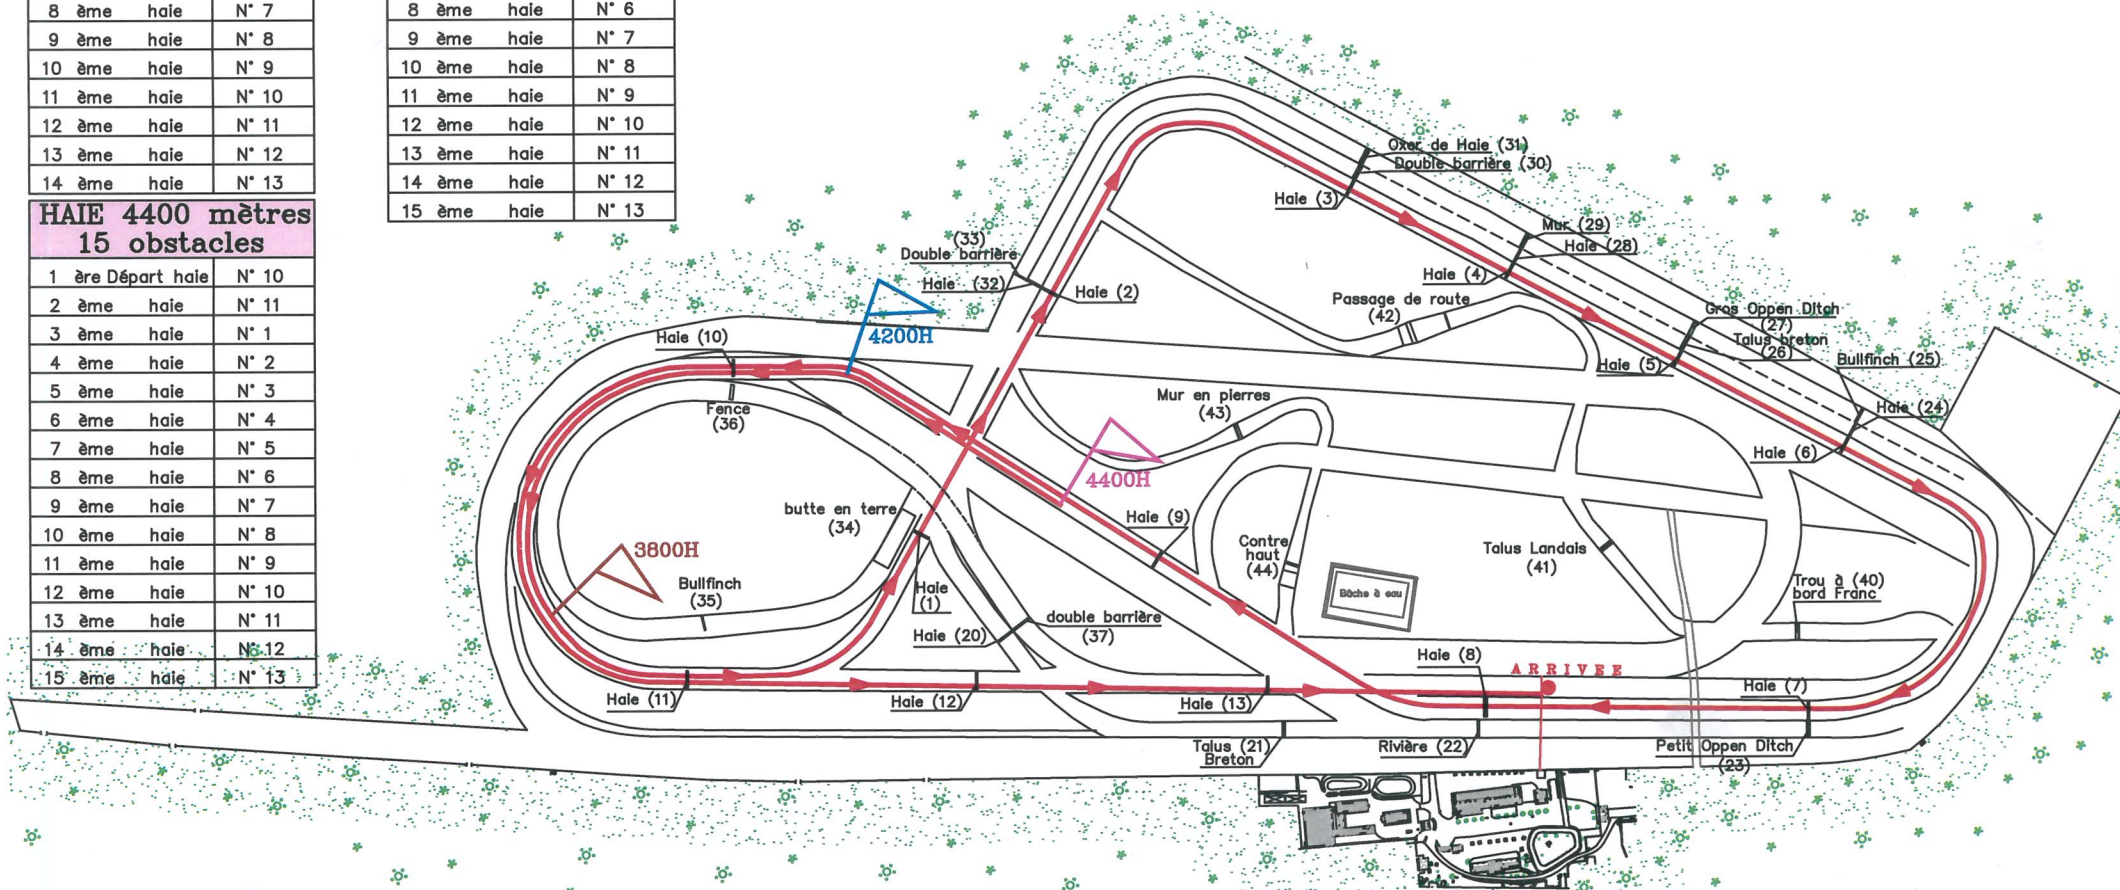 8 ème haie N° 7
9 ème haie N° 8
10 ème haie N° 9
11 ème haie N° 10
12 ème haie N° 11
13 ème haie N° 12
14 ème haie N° 13
HAIE 4400 mètres
15 obstacles
1 ère Départ haie N° 10
2 ème haie N° 11
3 ème haie N° 1
4 ème haie N° 2
5 ème haie N° 3
6 ème haie N° 4
7 ème haie N° 5
8 ème haie N° 6
9 ème haie N° 7
10 ème haie N° 8
11 ème haie N° 9
12 ème haie N° 10
13 ème haie N° 11
14 ème haie N° 12
15 ème haie N° 13
8 ème haie N° 6
9 ème haie N° 7
10 ème haie N° 8
11 ème haie N° 9
12 ème haie N° 10
13 ème haie N° 11
14 ème haie N° 12
15 ème haie N° 13
Oxer de Haie (31)
Double barrière (30)
Haie (3)
Mur (29)
Haie (28)
Haie (4)
(33)
Double barrière
Haie (32)
Haie (2)
Passage de route
(42)
Gros Oppen Ditch
(27)
Talus breton
(26)
Bullfinch (25)
Haie (5)
Haie (24)
Haie (6)
4200H
Haie (10)
Fence
(36)
Mur en pierres
(43)
4400H
butte en terre
(34)
Haie (9)
Contre
haut
(44)
Bâche à eau
Talus Landais
(41)
Trou à (40)
bord Franc
3800H
Bullfinch
(35)
Haie
(1)
Haie (20)
double barrière
(37)
Haie (8)
ARRIVEE
Haie (7)
Haie (11)
Haie (12)
Haie (13)
Talus (21)
Breton
Rivière (22)
Petit Oppen Ditch
(23)